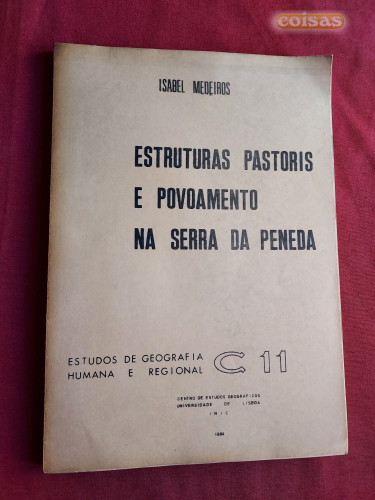 coisas
ISABEL MEDEIROS
ESTRUTURAS PASTORIS
E POVOAMENTO
NA SERRA DA PENEDA
ESTUDOS DE GEOGRAFIA
HUMANA E REGIONAL
C 11
CENTRO DE ESTUDOS GEOGRÁFICOS
UNIVERSIDADE DE LISBOA
I N I C
1984